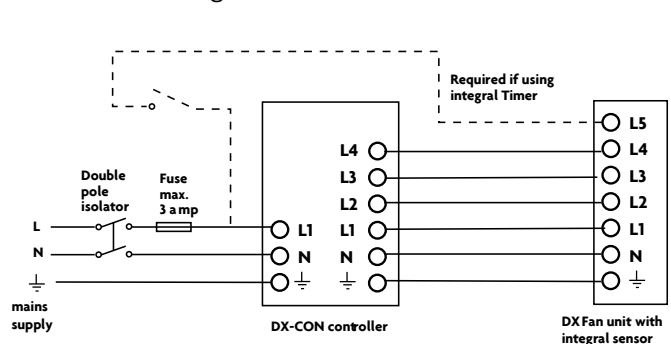 Required if using
integral Timer
L5
L4
L4
L3
L3
Double
pole
isolator
Fuse
max.
3 amp
L2
L2
L
L1
L1
L1
N
N
N
N
mains
supply
DX-CON controller
DX Fan unit with
integral sensor